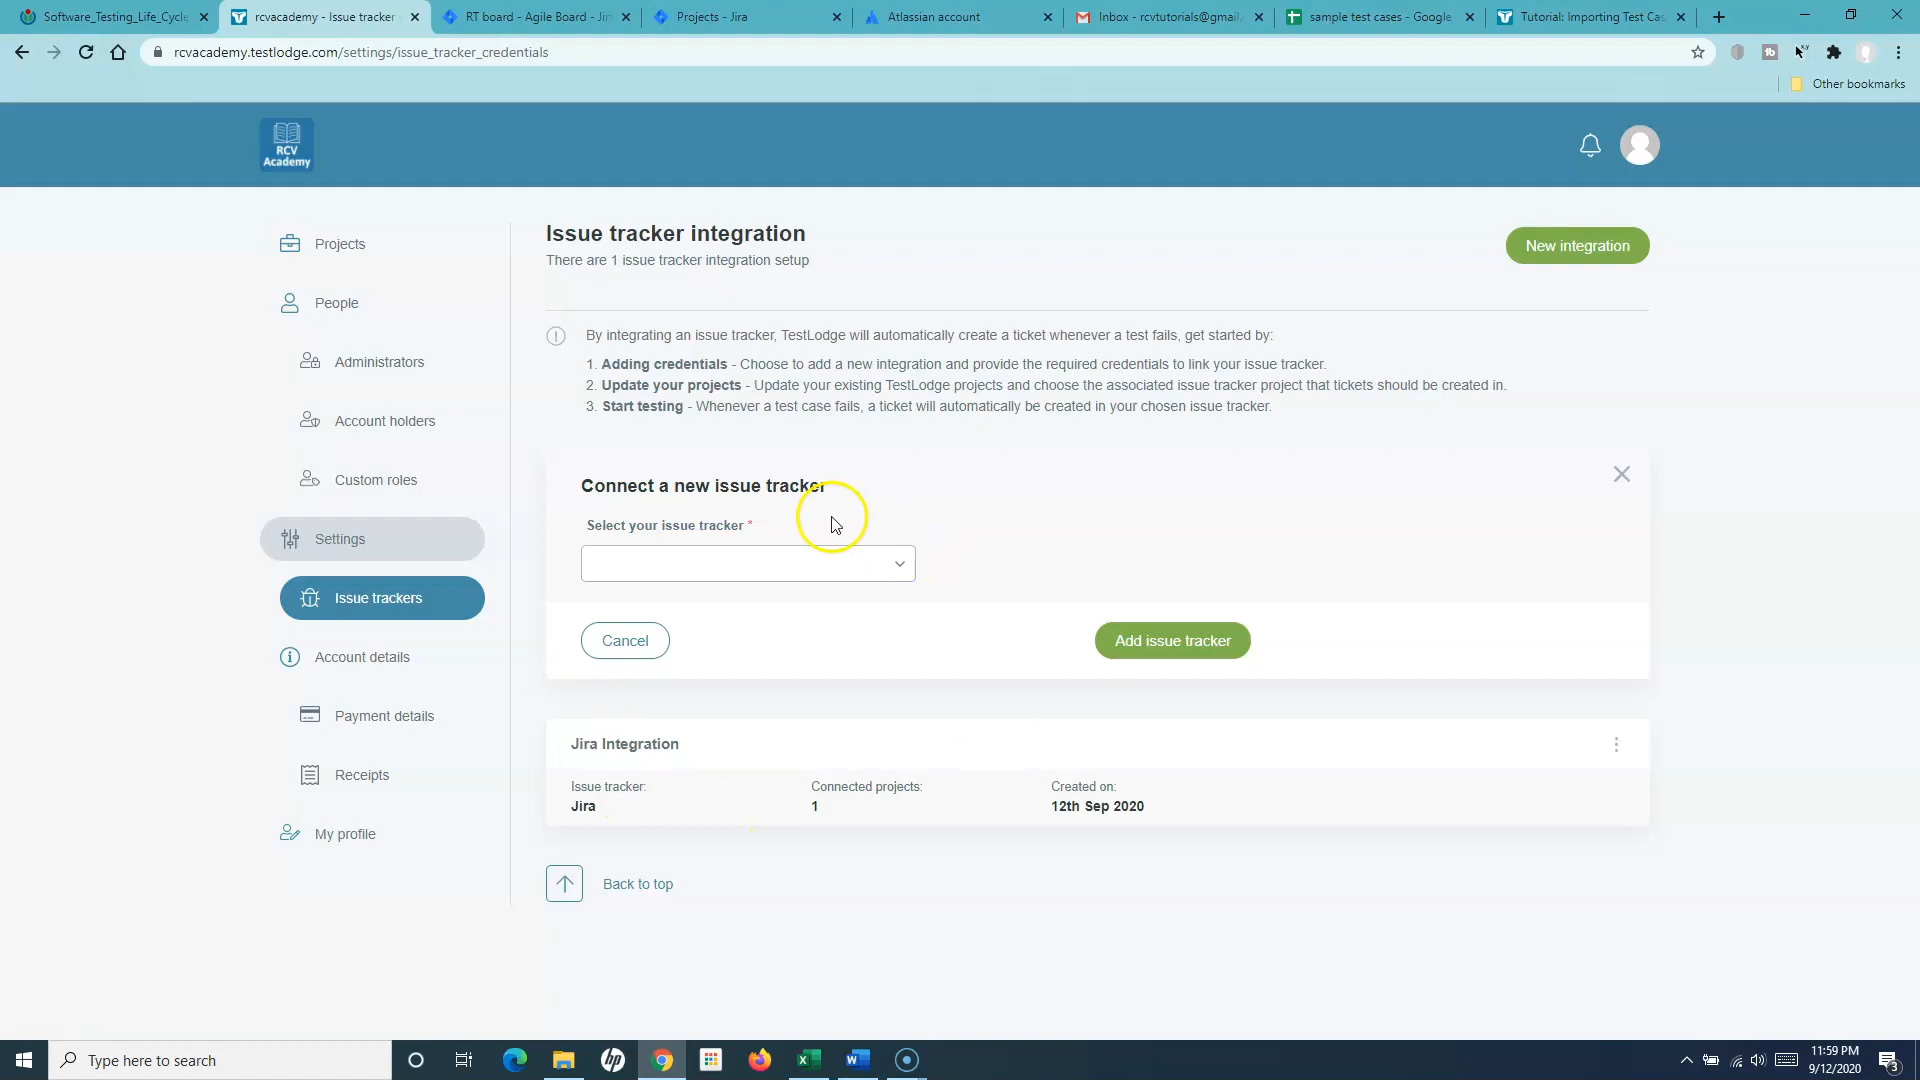 Software_Testing_Life_Cycle
rcvacademy - Issue tracker
RT board - Agile Board - Jira
Projects - Jira
Atlassian account
Inbox - rcvtutorials@gmail.
sample test cases - Google
Tutorial: Importing Test Cas
rcvacademy.testlodge.com/settings/issue_tracker_credentials
Other bookmarks
RCV
Academy
Projects
People
Administrators
Account holders
Custom roles
Settings
Issue trackers
Account details
Payment details
Receipts
My profile
Issue tracker integration
There are 1 issue tracker integration setup
New integration
By integrating an issue tracker, TestLodge will automatically create a ticket whenever a test fails, get started by:
1. Adding credentials - Choose to add a new integration and provide the required credentials to link your issue tracker.
2. Update your projects - Update your existing TestLodge projects and choose the associated issue tracker project that tickets should be created in.
3. Start testing - Whenever a test case fails, a ticket will automatically be created in your chosen issue tracker.
Connect a new issue tracker
Select your issue tracker *
Cancel
Add issue tracker
Jira Integration
Issue tracker: Connected projects: Created on:
Jira 1 12th Sep 2020
Back to top
Type here to search
11:59 PM
9/12/2020
3